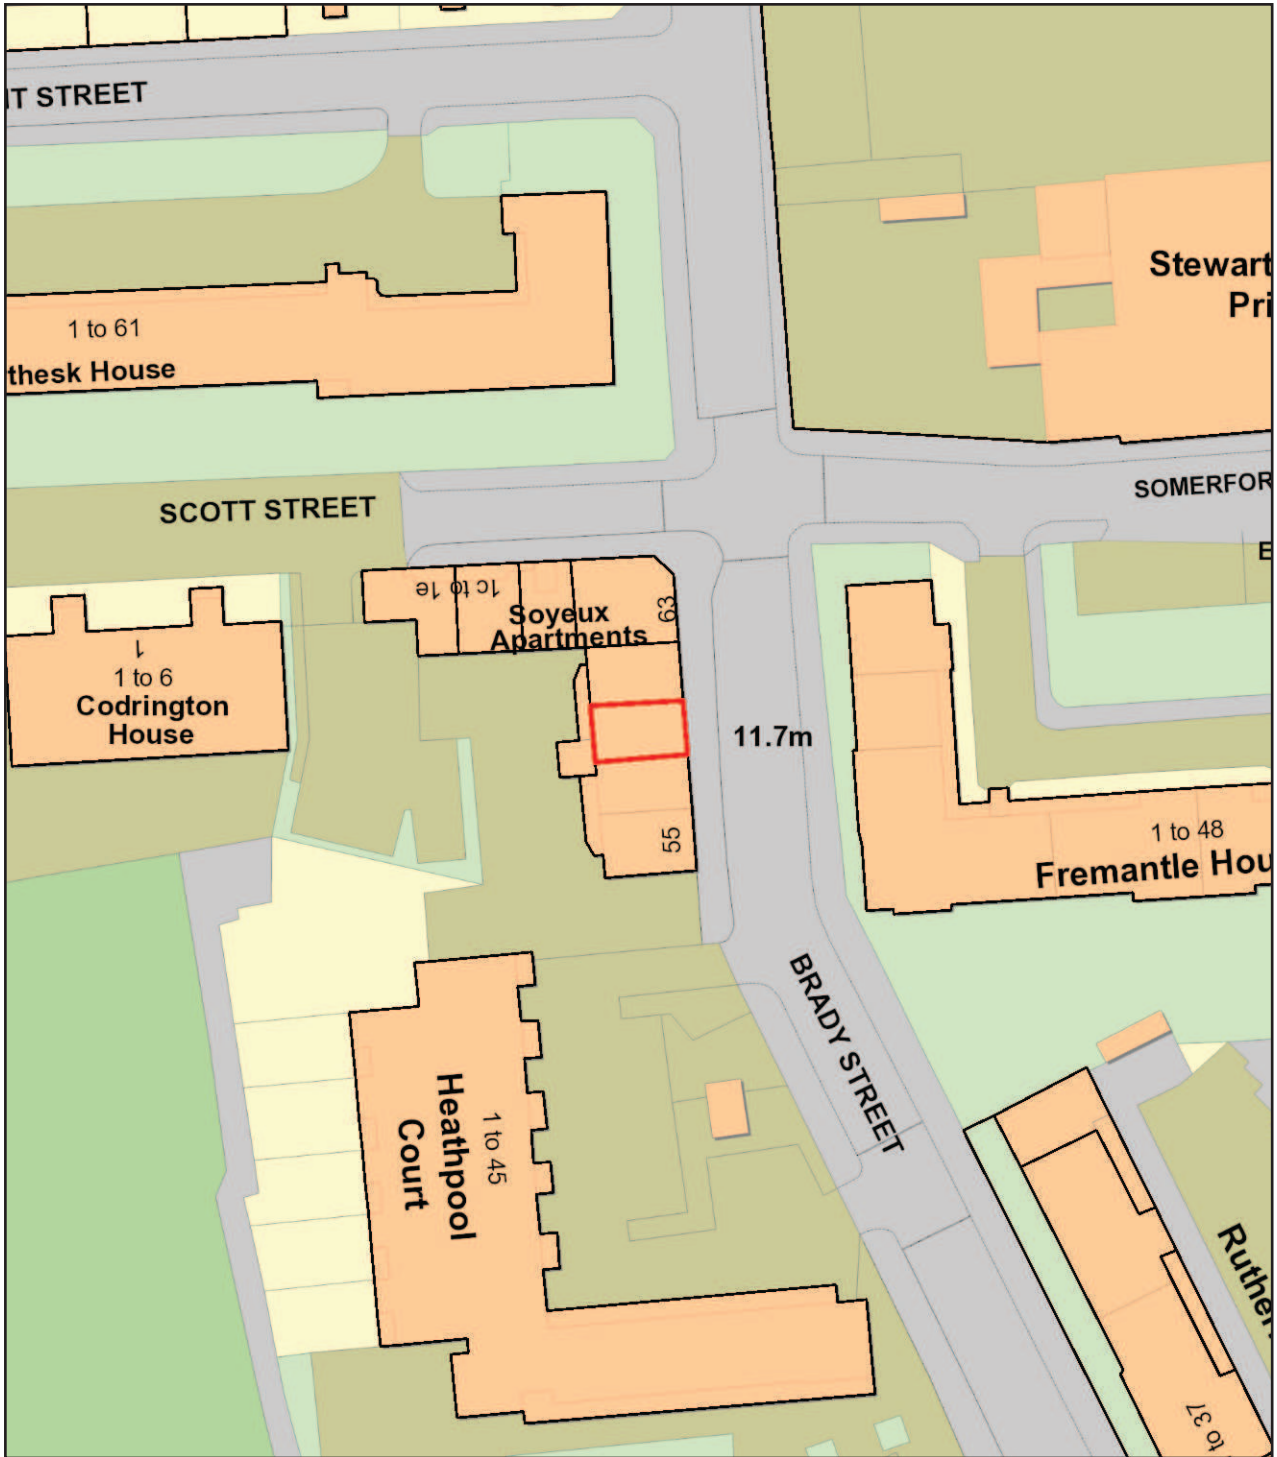 IT STREET
Stewart
Pri
1 to 61
thesk House
SCOTT STREET
SOMERFOR
E
1c to 1e
Soyeux
Apartments
63
1
1 to 6
Codrington
House
11.7m
55
1 to 48
Fremantle Hou
BRADY STREET
Heathpool
Court
1 to 45
Ruther
to 37